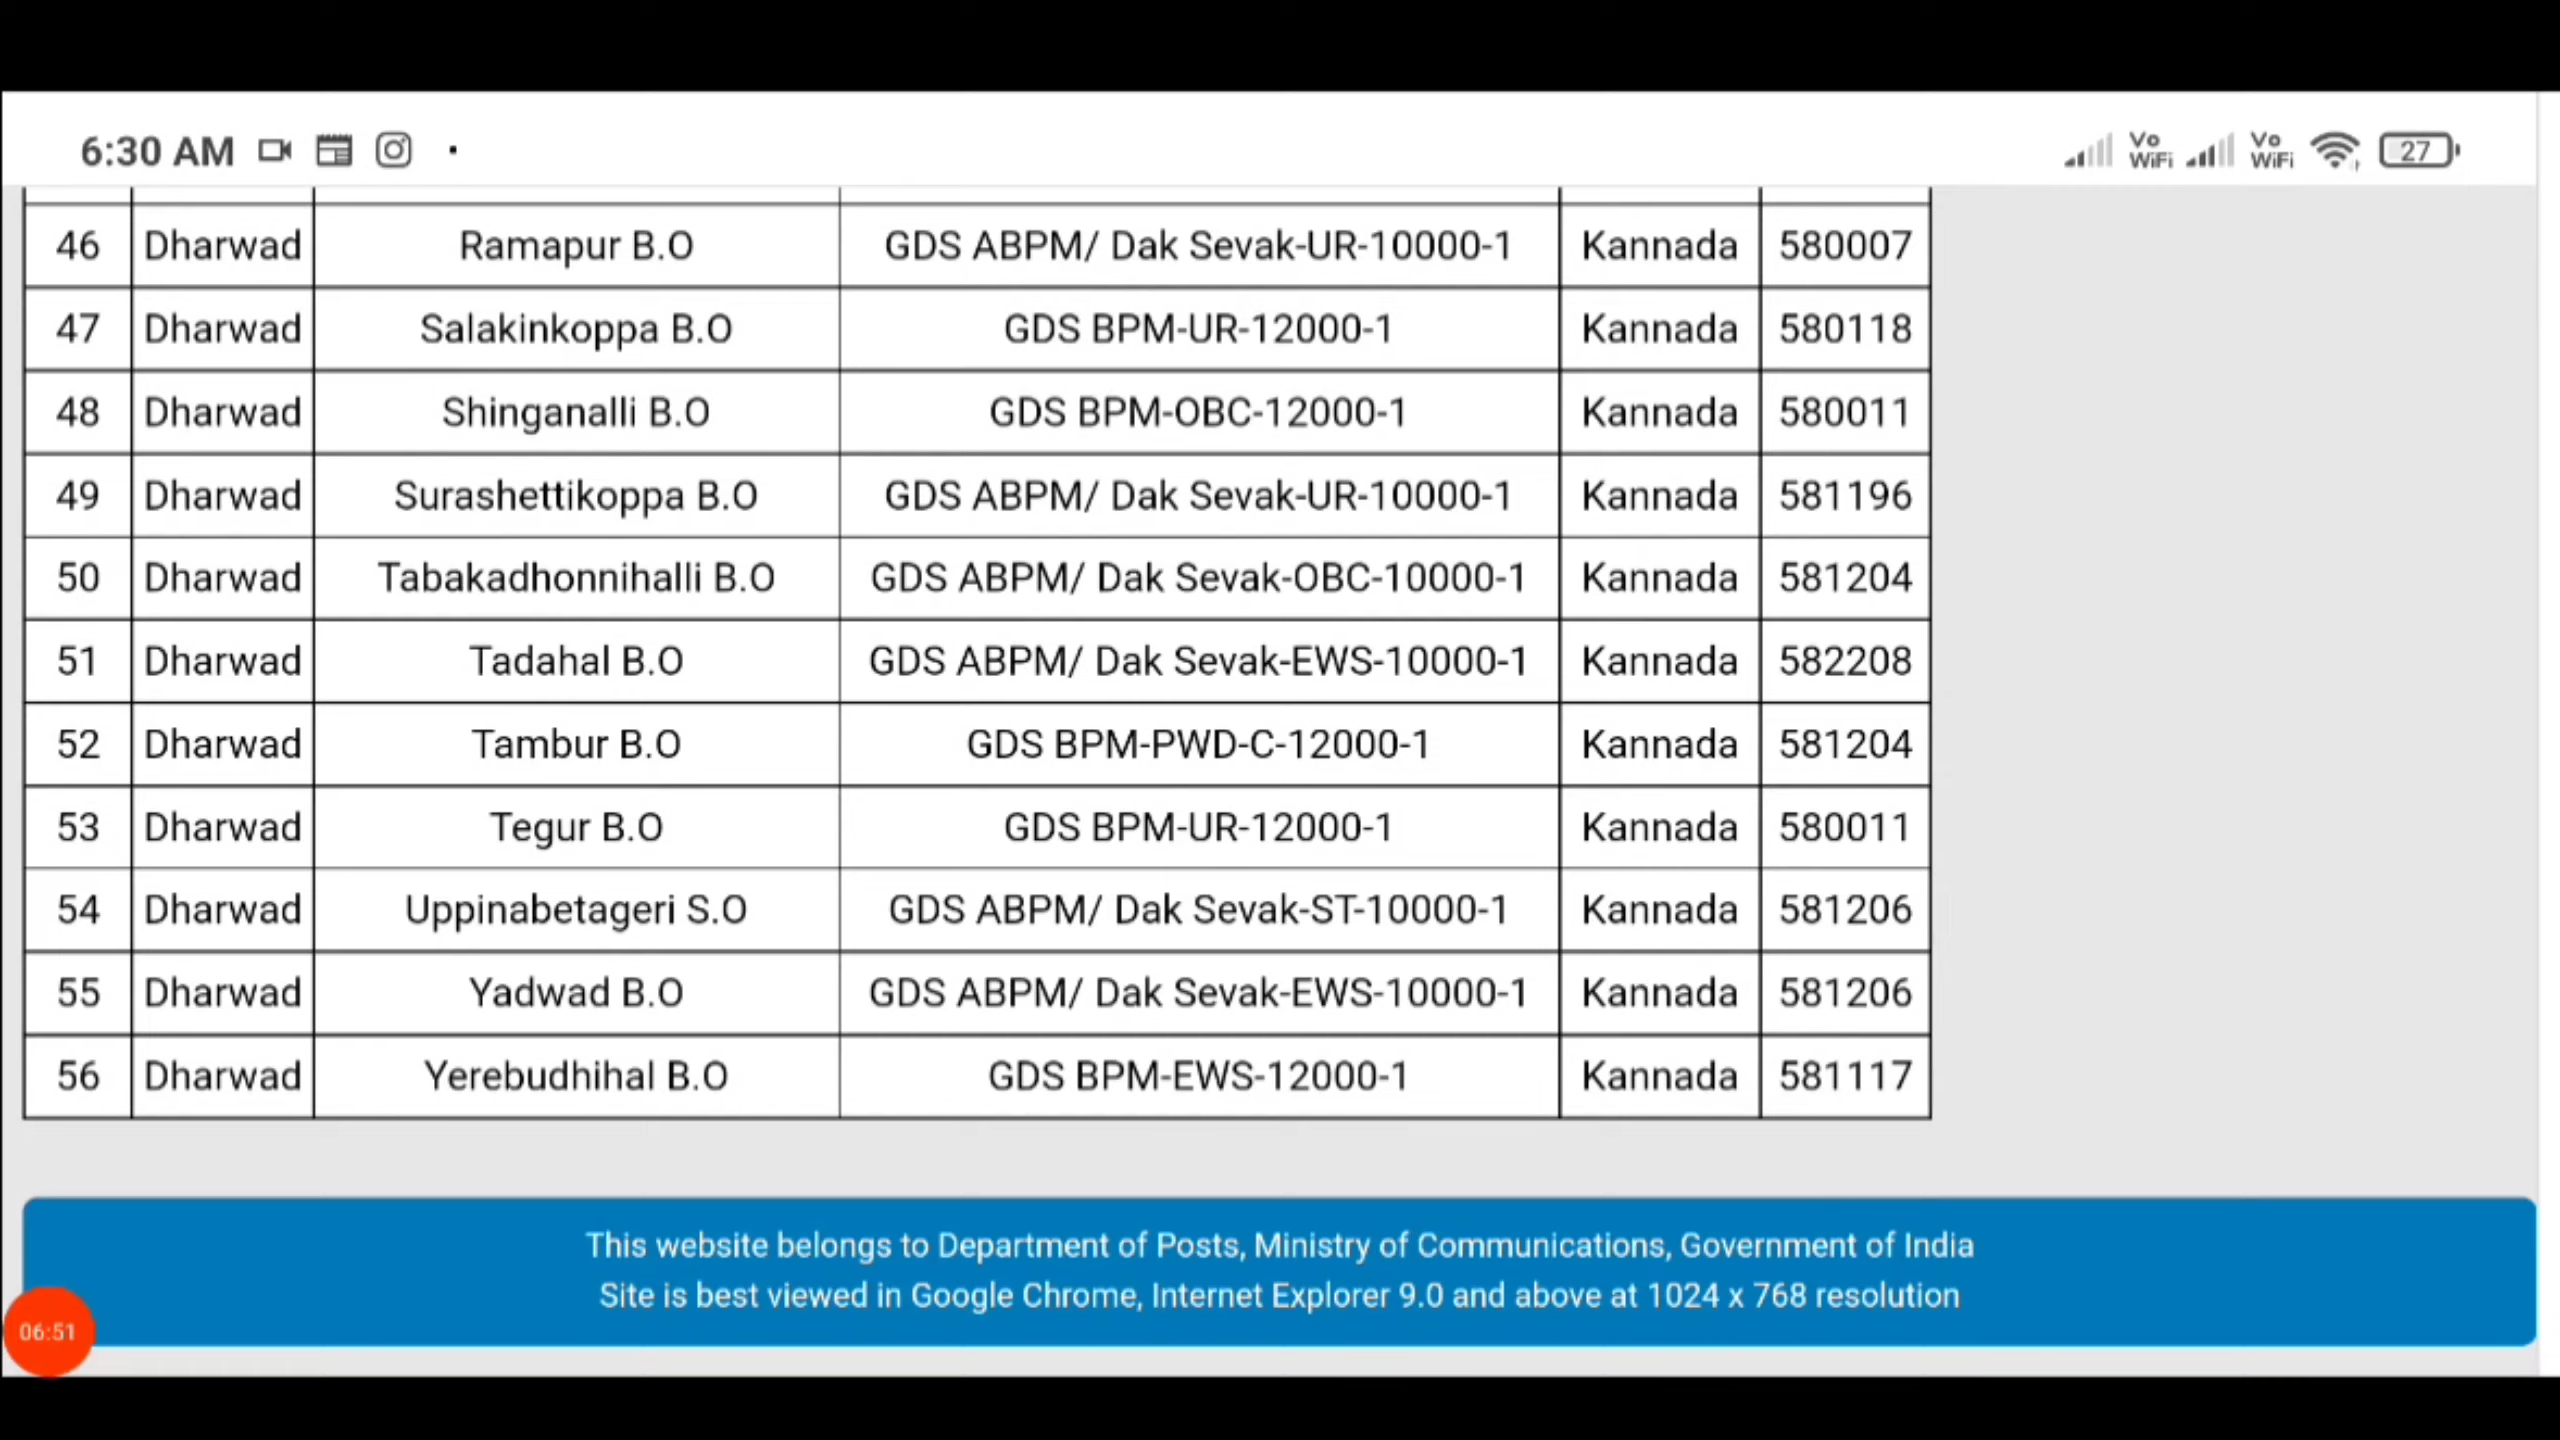 6:30 AM
Vo WiFi Vo WiFi 27
46 Dharwad Ramapur B.O GDS ABPM/ Dak Sevak-UR-10000-1 Kannada 580007
47 Dharwad Salakinkoppa B.O GDS BPM-UR-12000-1 Kannada 580118
48 Dharwad Shinganalli B.O GDS BPM-OBC-12000-1 Kannada 580011
49 Dharwad Surashettikoppa B.O GDS ABPM/ Dak Sevak-UR-10000-1 Kannada 581196
50 Dharwad Tabakadhonnihalli B.O GDS ABPM/ Dak Sevak-OBC-10000-1 Kannada 581204
51 Dharwad Tadahal B.O GDS ABPM/ Dak Sevak-EWS-10000-1 Kannada 582208
52 Dharwad Tambur B.O GDS BPM-PWD-C-12000-1 Kannada 581204
53 Dharwad Tegur B.O GDS BPM-UR-12000-1 Kannada 580011
54 Dharwad Uppinabetageri S.O GDS ABPM/ Dak Sevak-ST-10000-1 Kannada 581206
55 Dharwad Yadwad B.O GDS ABPM/ Dak Sevak-EWS-10000-1 Kannada 581206
56 Dharwad Yerebudhihal B.O GDS BPM-EWS-12000-1 Kannada 581117
This website belongs to Department of Posts, Ministry of Communications, Government of India
Site is best viewed in Google Chrome, Internet Explorer 9.0 and above at 1024 x 768 resolution
06:51